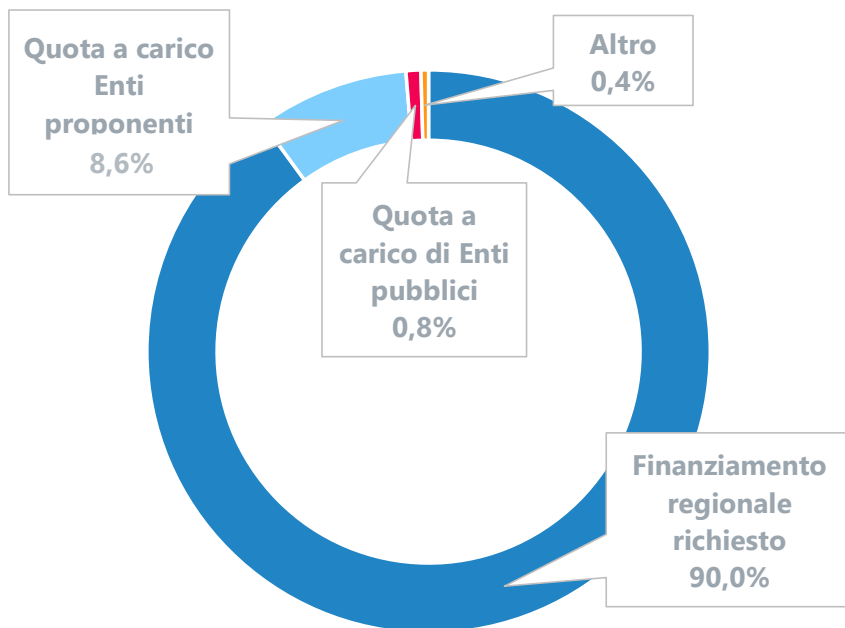 Quota a carico
Enti
proponenti
8,6%
Altro
0,4%
Quota a
carico di Enti
pubblici
0,8%
Finanziamento
regionale
richiesto
90,0%